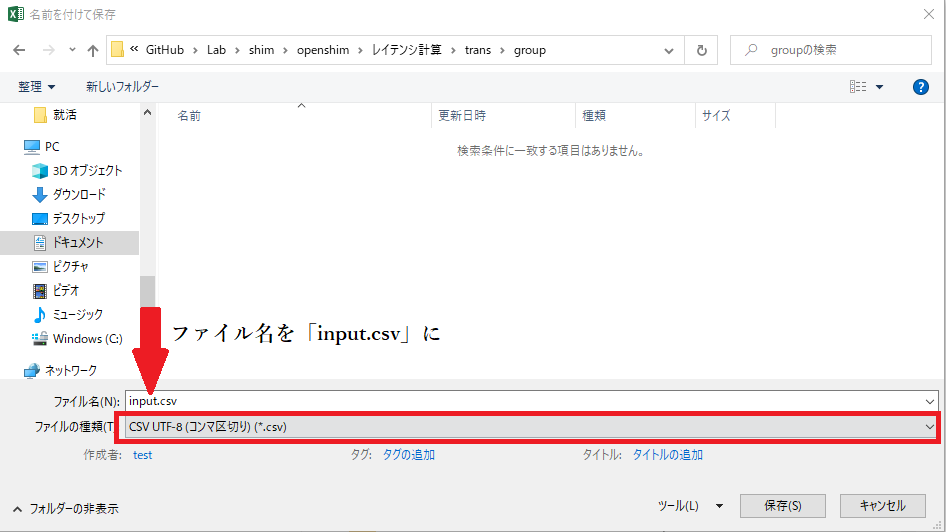 名前を付けて保存
« GitHub › Lab › shim › openshim › レイテンシ計算 › trans › group
groupの検索
整理 新しいフォルダー
就活
名前 更新日時 種類 サイズ
検索条件に一致する項目はありません。
PC
3D オブジェクト
ダウンロード
デスクトップ
ドキュメント
ピクチャ
ビデオ
ミュージック
Windows (C:)
ネットワーク
ファイル名を「input.csv」に
ファイル名(N): input.csv
ファイルの種類(T CSV UTF-8 (コンマ区切り) (*.csv)
作成者: test タグ: タグの追加 タイトル: タイトルの追加
フォルダーの非表示 ツール(L) 保存(S) キャンセル